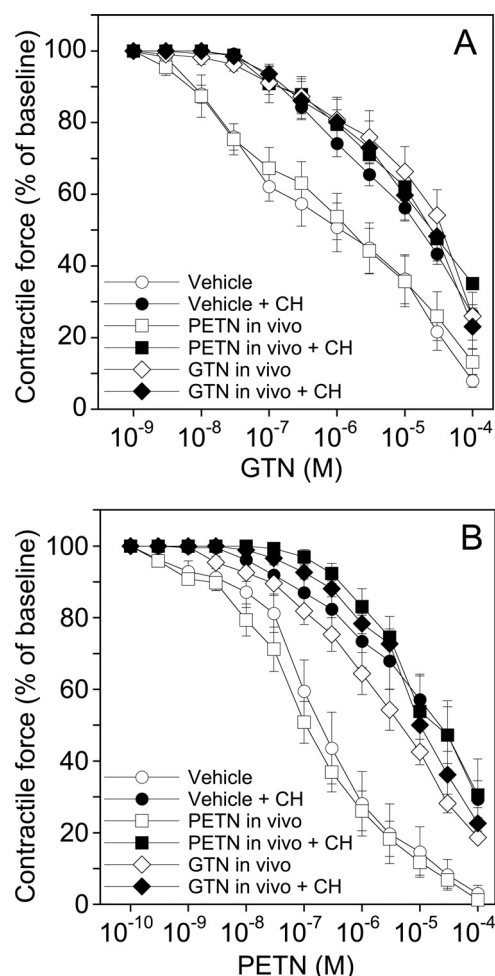 A
Contractile force (% of baseline)
100
80
60
40
20
0
Vehicle
Vehicle + CH
PETN in vivo
PETN in vivo + CH
GTN in vivo
GTN in vivo + CH
10⁻⁹ 10⁻⁸ 10⁻⁷ 10⁻⁶ 10⁻⁵ 10⁻⁴
GTN (M)
B
Contractile force (% of baseline)
100
80
60
40
20
0
Vehicle
Vehicle + CH
PETN in vivo
PETN in vivo + CH
GTN in vivo
GTN in vivo + CH
10⁻¹⁰ 10⁻⁹ 10⁻⁸ 10⁻⁷ 10⁻⁶ 10⁻⁵ 10⁻⁴
PETN (M)